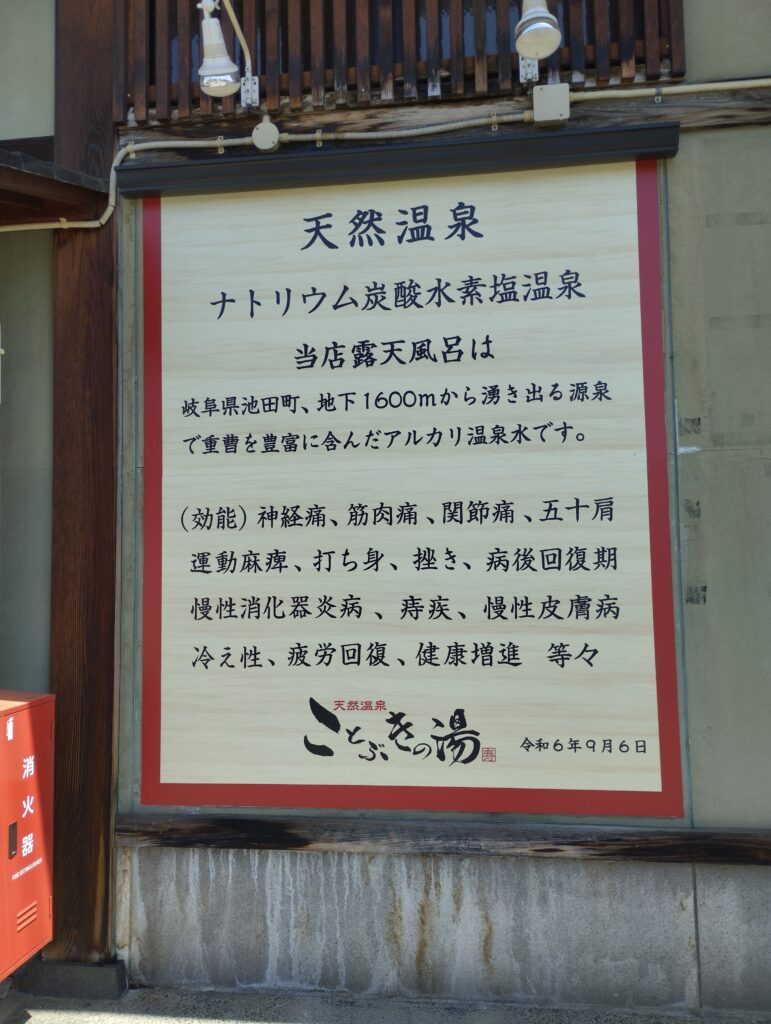 天然温泉
ナトリウム炭酸水素塩温泉
当店露天風呂は
岐阜県池田町、地下1600mから湧き出る源泉
で重曹を豊富に含んだアルカリ温泉水です。
(効能)神経痛、筋肉痛、関節痛、五十肩
運動麻痺、打ち身、挫き、病後回復期
慢性消化器炎病、痔疾、慢性皮膚病
冷え性、疲労回復、健康増進 等々
天然温泉
ことぶきの湯
寿
令和6年9月6日
消火器
FIRE EXTINGUISHER